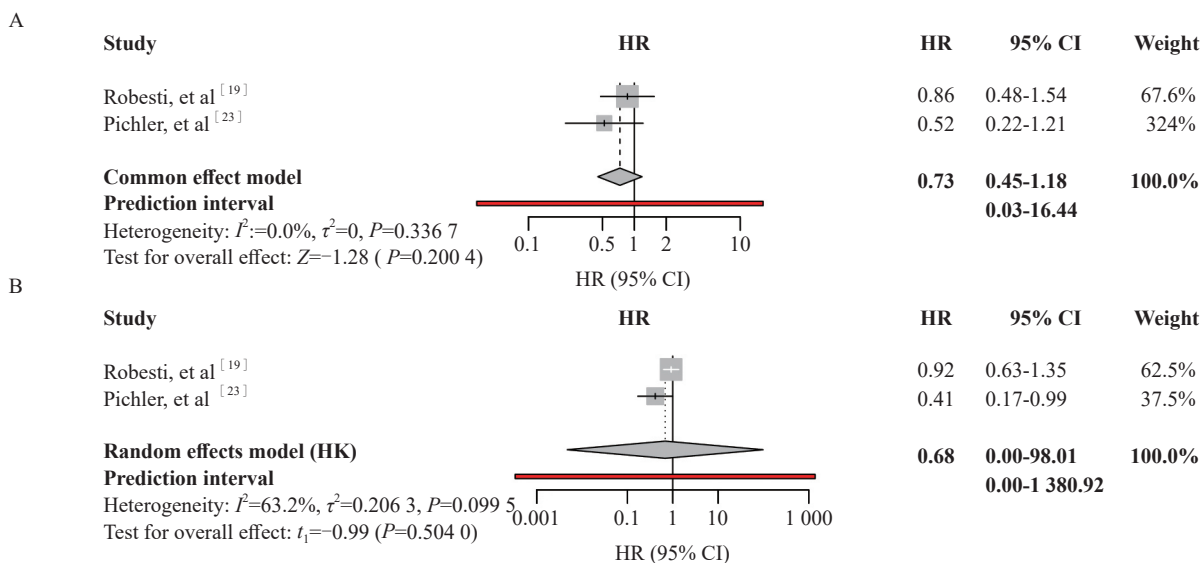 A
Study HR HR 95% CI Weight
Robesti, et al [19] 0.86 0.48-1.54 67.6%
Pichler, et al [23] 0.52 0.22-1.21 324%
Common effect model 0.73 0.45-1.18 100.0%
Prediction interval 0.03-16.44
Heterogeneity: I²:=0.0%, τ²=0, P=0.336 7
Test for overall effect: Z=−1.28 ( P=0.200 4)
0.1 0.5 1 2 10
HR (95% CI)
B
Study HR HR 95% CI Weight
Robesti, et al [19] 0.92 0.63-1.35 62.5%
Pichler, et al [23] 0.41 0.17-0.99 37.5%
Random effects model (HK) 0.68 0.00-98.01 100.0%
Prediction interval 0.00-1 380.92
Heterogeneity: I²=63.2%, τ²=0.206 3, P=0.099 5
Test for overall effect: t₁=−0.99 (P=0.504 0)
0.001 0.1 1 10 1 000
HR (95% CI)